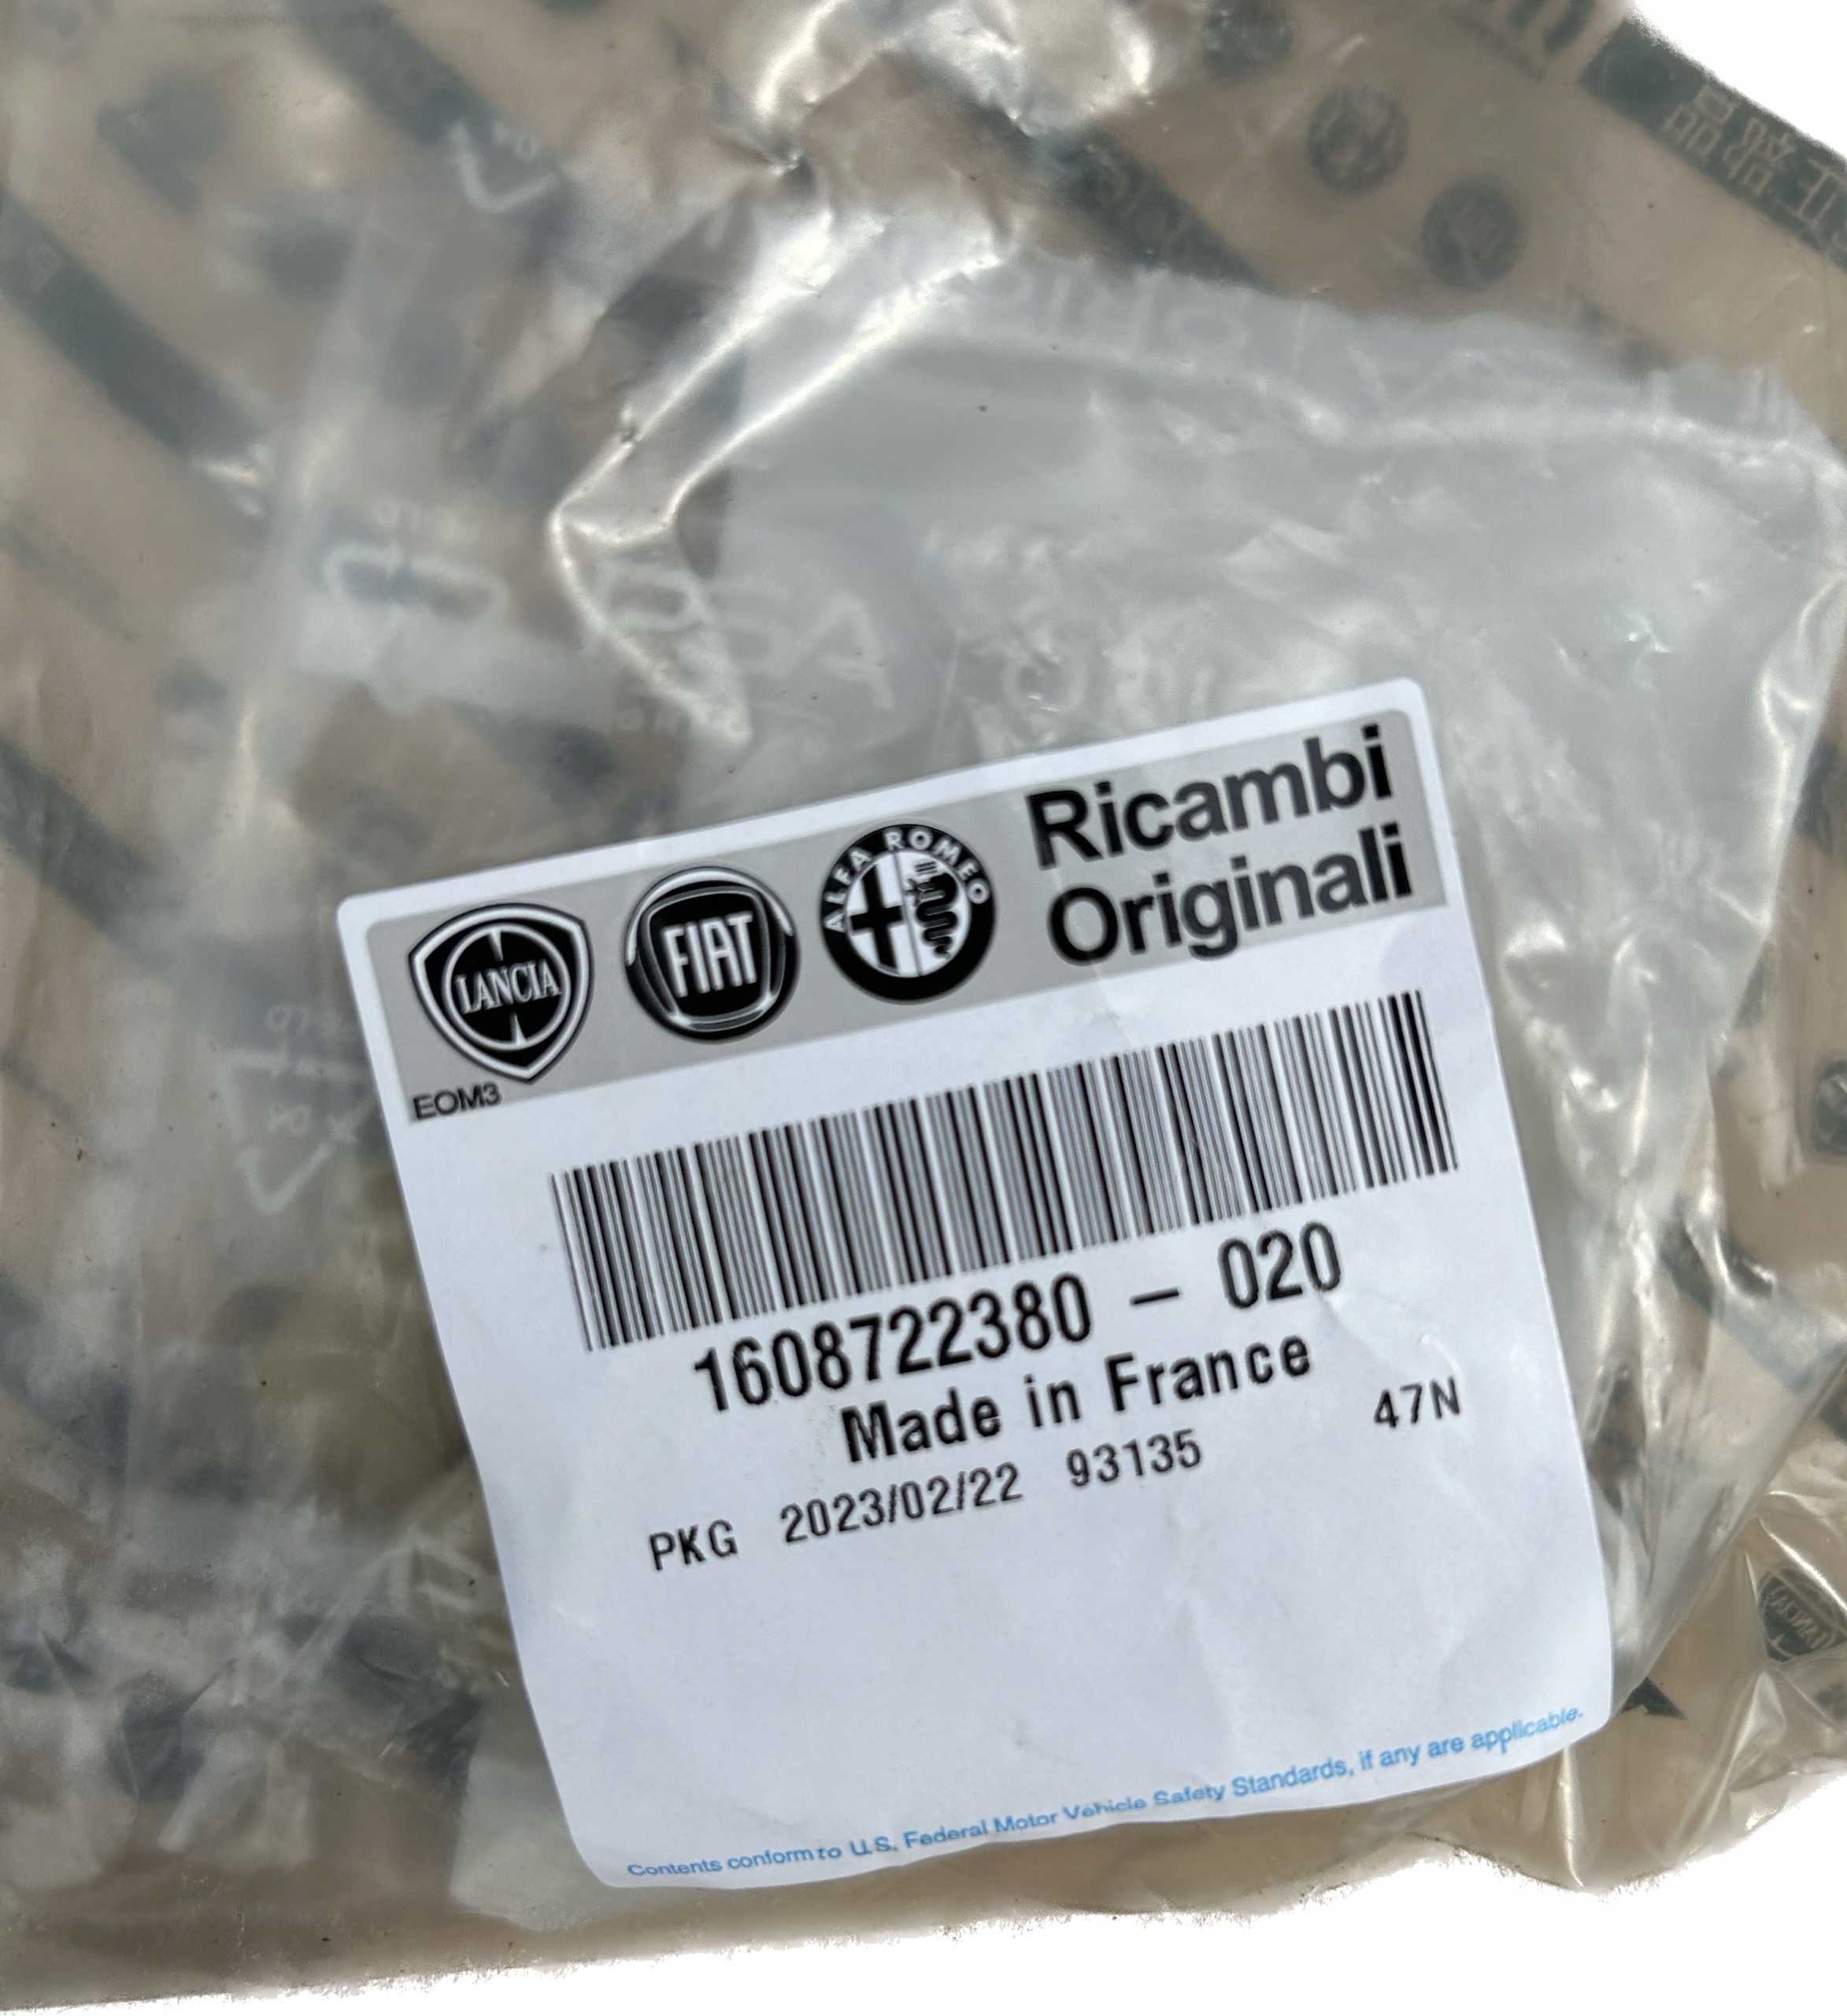 Ricambi
Originali
LANCIA
FIAT
ALFA ROMEO
EOM3
1608722380 - 020
Made in France
47N
PKG 2023/02/22 93135
Contents conform to U.S. Federal Motor Vehicle Safety Standards, if any are applicable.